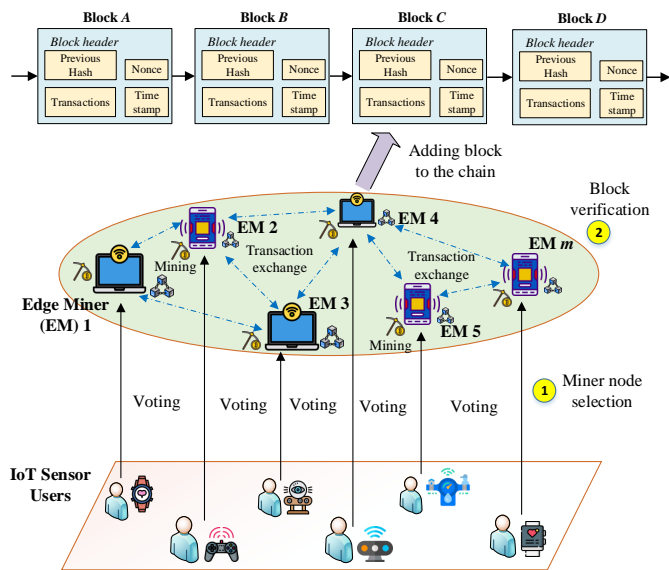 Block A
Block B
Block C
Block D
Block header
Previous
Hash
Nonce
Transactions
Time
stamp
Block header
Previous
Hash
Nonce
Transactions
Time
stamp
Block header
Previous
Hash
Nonce
Transactions
Time
stamp
Block header
Previous
Hash
Nonce
Transactions
Time
stamp
Adding block
to the chain
Block
verification
2
EM 2
EM 4
Mining
Transaction
exchange
Transaction
exchange
EM m
Edge Miner
(EM) 1
EM 3
EM 5
Mining
1
Miner node
selection
Voting
Voting
Voting
Voting
Voting
IoT Sensor
Users